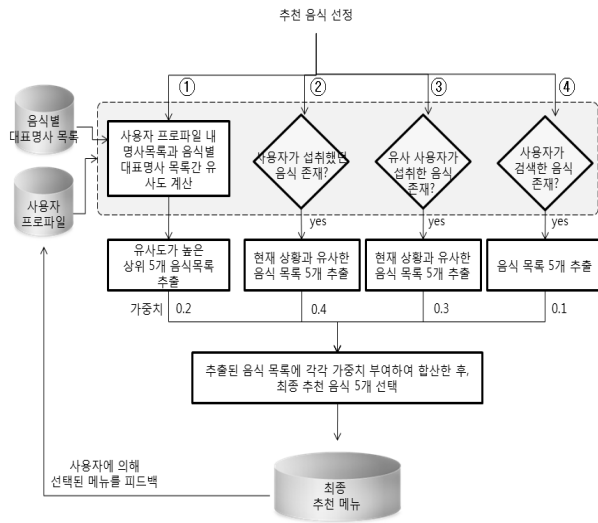 추천 음식 선정
① ② ③ ④
음식별
대표명사 목록
사용자
프로파일
사용자 프로파일 내
명사목록과 음식별
대표명사 목록간 유
사도 계산
사용자가 섭취했던
음식 존재?
유사 사용자가
섭취한 음식
존재?
사용자가
검색한 음식
존재?
yes yes yes
유사도가 높은
상위 5개 음식목록
추출
현재 상황과 유사한
음식 목록 5개 추출
현재 상황과 유사한
음식 목록 5개 추출
음식 목록 5개 추출
가중치 0.2 0.4 0.3 0.1
추출된 음식 목록에 각각 가중치 부여하여 합산한 후,
최종 추천 음식 5개 선택
사용자에 의해
선택된 메뉴를 피드백
최종
추천 메뉴